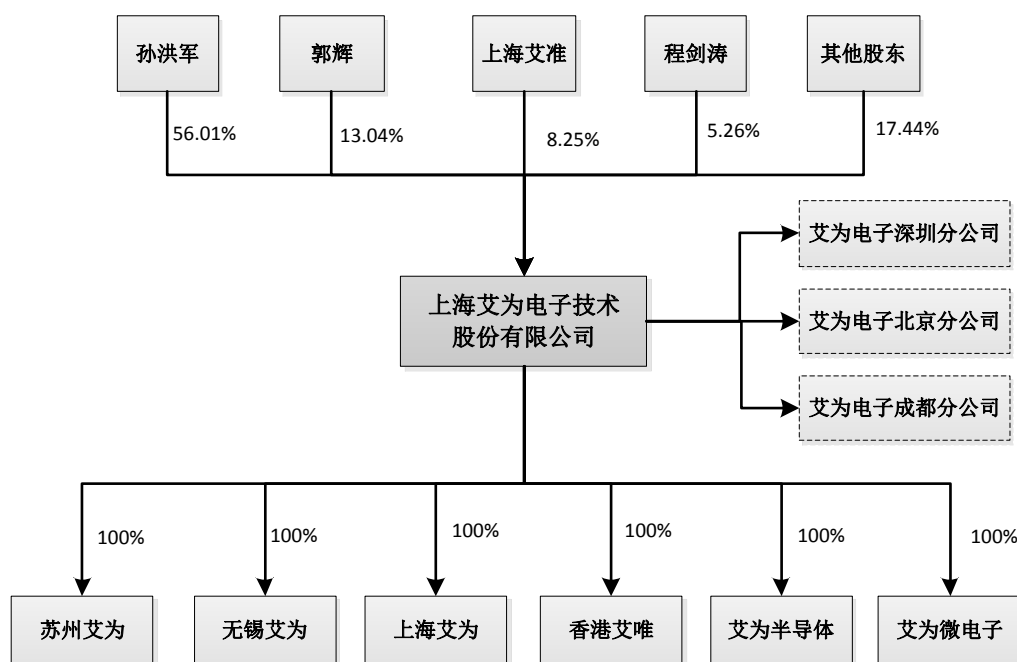 孙洪军
郭辉
上海艾准
程剑涛
其他股东
56.01%
13.04%
8.25%
5.26%
17.44%
艾为电子深圳分公司
上海艾为电子技术
股份有限公司
艾为电子北京分公司
艾为电子成都分公司
100%
100%
100%
100%
100%
100%
苏州艾为
无锡艾为
上海艾为
香港艾唯
艾为半导体
艾为微电子